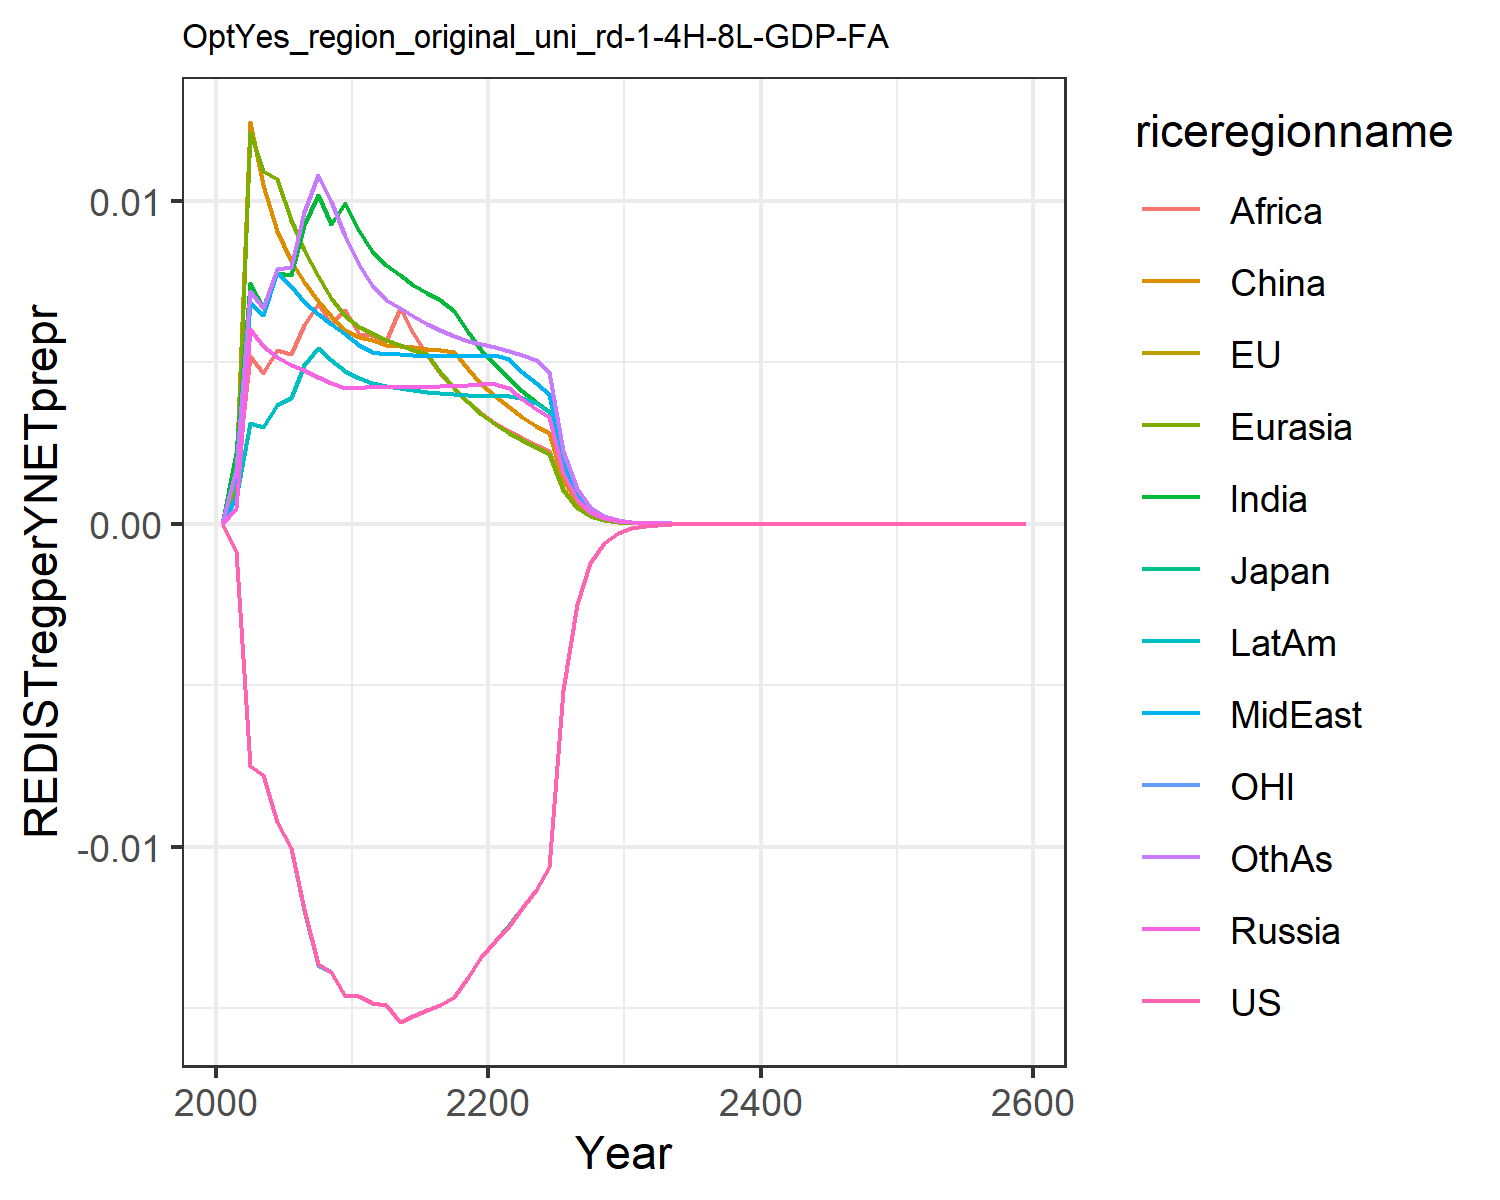 OptYes_region_original_uni_rd-1-4H-8L-GDP-FA
REDISTregperYNETprepr
0.01
0.00
-0.01
2000
2200
2400
2600
Year
riceregionname
Africa
China
EU
Eurasia
India
Japan
LatAm
MidEast
OHI
OthAs
Russia
US